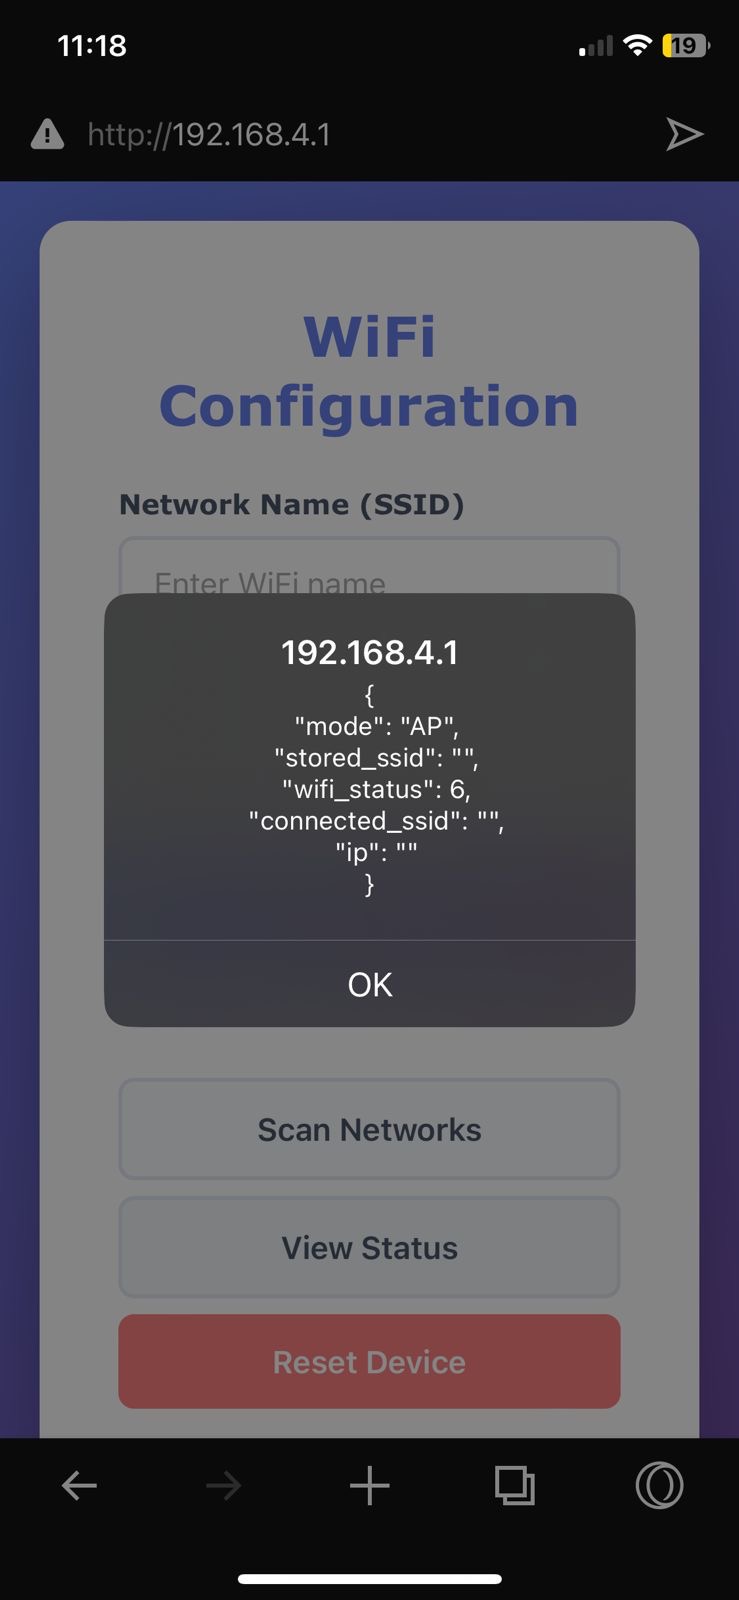 11:18
19
http://192.168.4.1
WiFi
Configuration
Network Name (SSID)
Enter WiFi name
192.168.4.1
{
"mode": "AP",
"stored_ssid": "",
"wifi_status": 6,
"connected_ssid": "",
"ip": ""
}
OK
Scan Networks
View Status
Reset Device